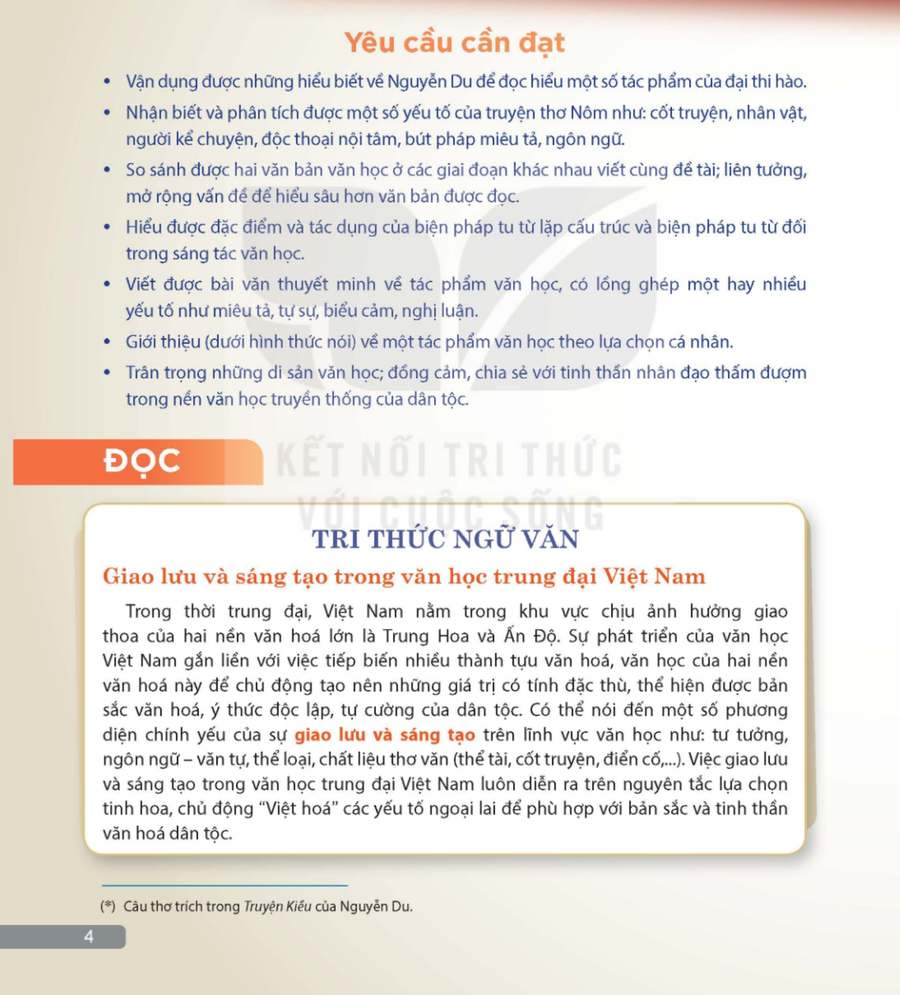 Yêu cầu cần đạt
• Vận dụng được những hiểu biết về Nguyễn Du để đọc hiểu một số tác phẩm của đại thi hào.
• Nhận biết và phân tích được một số yếu tố của truyện thơ Nôm như: cốt truyện, nhân vật,
người kể chuyện, độc thoại nội tâm, bút pháp miêu tả, ngôn ngữ.
• So sánh được hai văn bản văn học ở các giai đoạn khác nhau viết cùng đề tài; liên tưởng,
mở rộng vấn đề để hiểu sâu hơn văn bản được đọc.
• Hiểu được đặc điểm và tác dụng của biện pháp tu từ lặp cấu trúc và biện pháp tu từ đối
trong sáng tác văn học.
• Viết được bài văn thuyết minh về tác phẩm văn học, có lồng ghép một hay nhiều
yếu tố như miêu tả, tự sự, biểu cảm, nghị luận.
• Giới thiệu (dưới hình thức nói) về một tác phẩm văn học theo lựa chọn cá nhân.
• Trân trọng những di sản văn học; đồng cảm, chia sẻ với tinh thần nhân đạo thấm đượm
trong nền văn học truyền thống của dân tộc.
ĐỌC
KẾT NỐI TRI THỨC
VỚI CUỘC SỐNG
TRI THỨC NGỮ VĂN
Giao lưu và sáng tạo trong văn học trung đại Việt Nam
Trong thời trung đại, Việt Nam nằm trong khu vực chịu ảnh hưởng giao
thoa của hai nền văn hoá lớn là Trung Hoa và Ấn Độ. Sự phát triển của văn học
Việt Nam gắn liền với việc tiếp biến nhiều thành tựu văn hoá, văn học của hai nền
văn hoá này để chủ động tạo nên những giá trị có tính đặc thù, thể hiện được bản
sắc văn hoá, ý thức độc lập, tự cường của dân tộc. Có thể nói đến một số phương
diện chính yếu của sự giao lưu và sáng tạo trên lĩnh vực văn học như: tư tưởng,
ngôn ngữ – văn tự, thể loại, chất liệu thơ văn (thể tài, cốt truyện, điển cố,...). Việc giao lưu
và sáng tạo trong văn học trung đại Việt Nam luôn diễn ra trên nguyên tắc lựa chọn
tinh hoa, chủ động “Việt hoá” các yếu tố ngoại lai để phù hợp với bản sắc và tinh thần
văn hoá dân tộc.
(*) Câu thơ trích trong Truyện Kiều của Nguyễn Du.
4